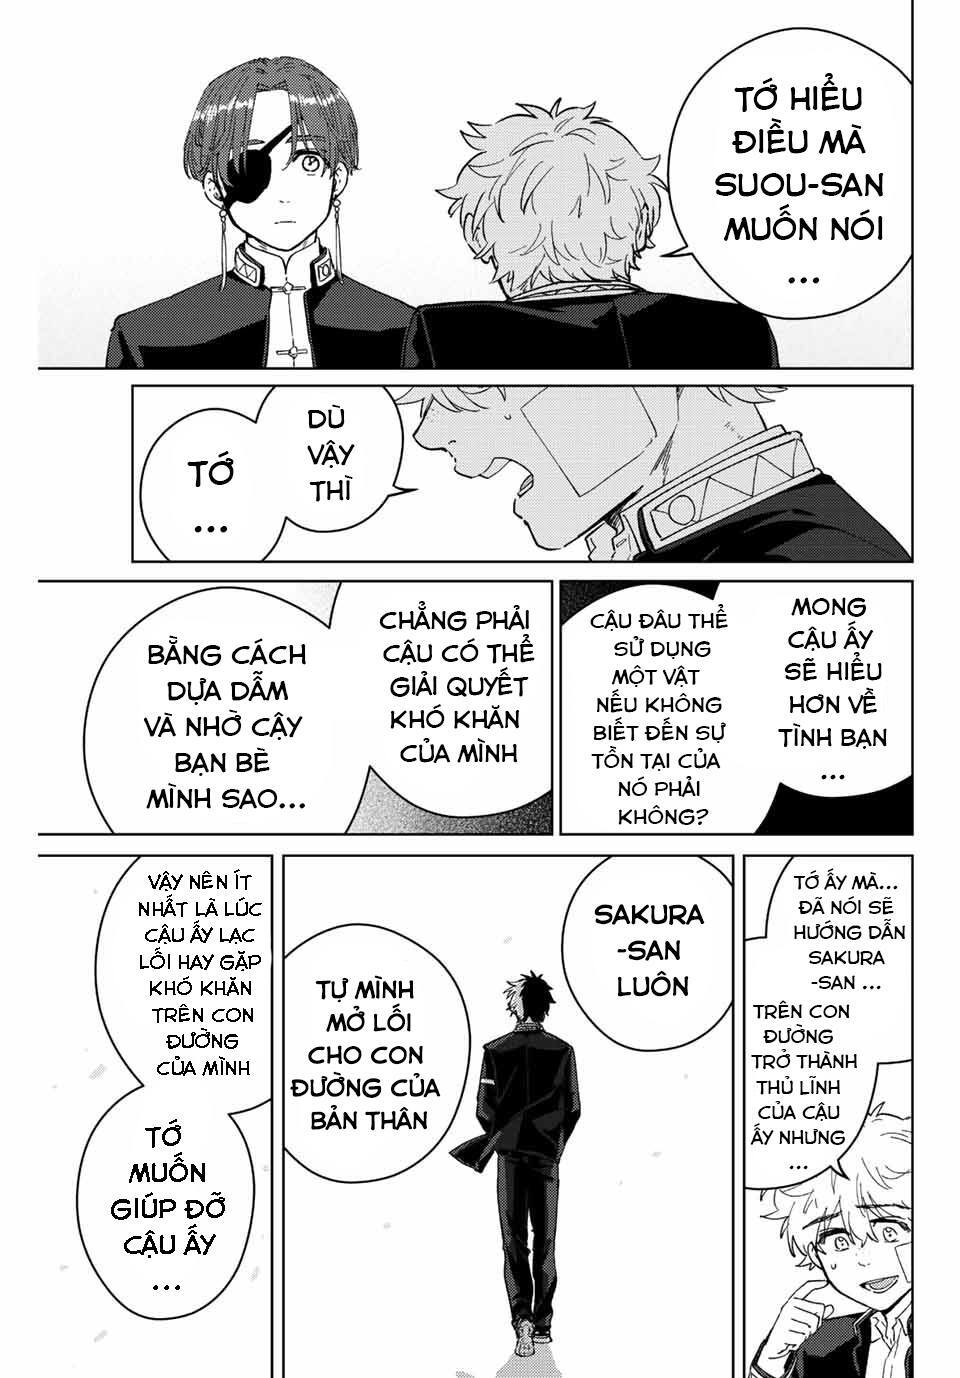 TỚ HIỂU
ĐIỀU MÀ
SUOU-SAN
MUỐN NÓI
...
DÙ
VẬY
THÌ
TỚ
...
MONG
CẬU ẤY
SẼ HIỂU
HƠN VỀ
TÌNH BẠN
...
CẬU ĐÂU THỂ
SỬ DỤNG
MỘT VẬT
NẾU KHÔNG
BIẾT ĐẾN SỰ
TỒN TẠI CỦA
NÓ PHẢI
KHÔNG?
CHẲNG PHẢI
CẬU CÓ THỂ
GIẢI QUYẾT
KHÓ KHĂN
CỦA MÌNH
BẰNG CÁCH
DỰA DẪM
VÀ NHỜ CẬY
BẠN BÈ
MÌNH SAO...
TỚ ẤY MÀ...
ĐÃ NÓI SẼ
HƯỚNG DẪN
SAKURA
-SAN ...
TRÊN CON
ĐƯỜNG
TRỞ THÀNH
THỦ LĨNH
CỦA CẬU
ẤY NHƯNG
...
SAKURA
-SAN
LUÔN
TỰ MÌNH
MỞ LỐI
CHO CON
ĐƯỜNG CỦA
BẢN THÂN
VẬY NÊN ÍT
NHẤT LÀ LÚC
CẬU ẤY LẠC
LỐI HAY GẶP
KHÓ KHĂN
TRÊN CON
ĐƯỜNG
CỦA MÌNH
TỚ
MUỐN
GIÚP ĐỠ
CẬU ẤY
...